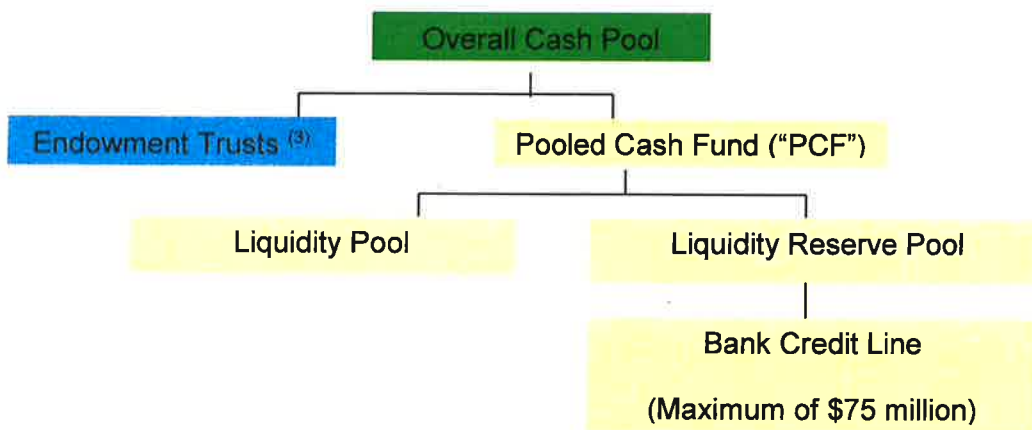 Overall Cash Pool
Endowment Trusts (3)
Pooled Cash Fund (“PCF”)
Liquidity Pool
Liquidity Reserve Pool
Bank Credit Line
(Maximum of $75 million)